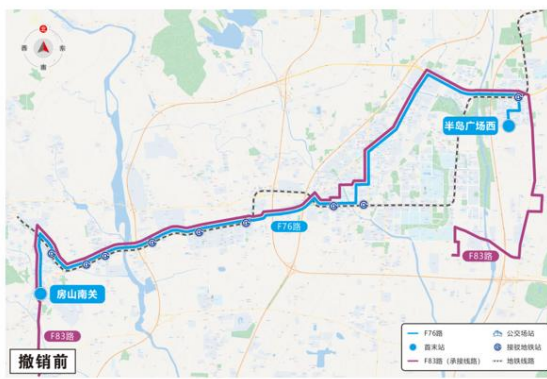 北
西
东
南
半岛广场西
F76路
F83路
房山南关
F83路
撤销前
F76路
公交场站
首末站
接驳地铁站
F83路（承接线路）
地铁线路